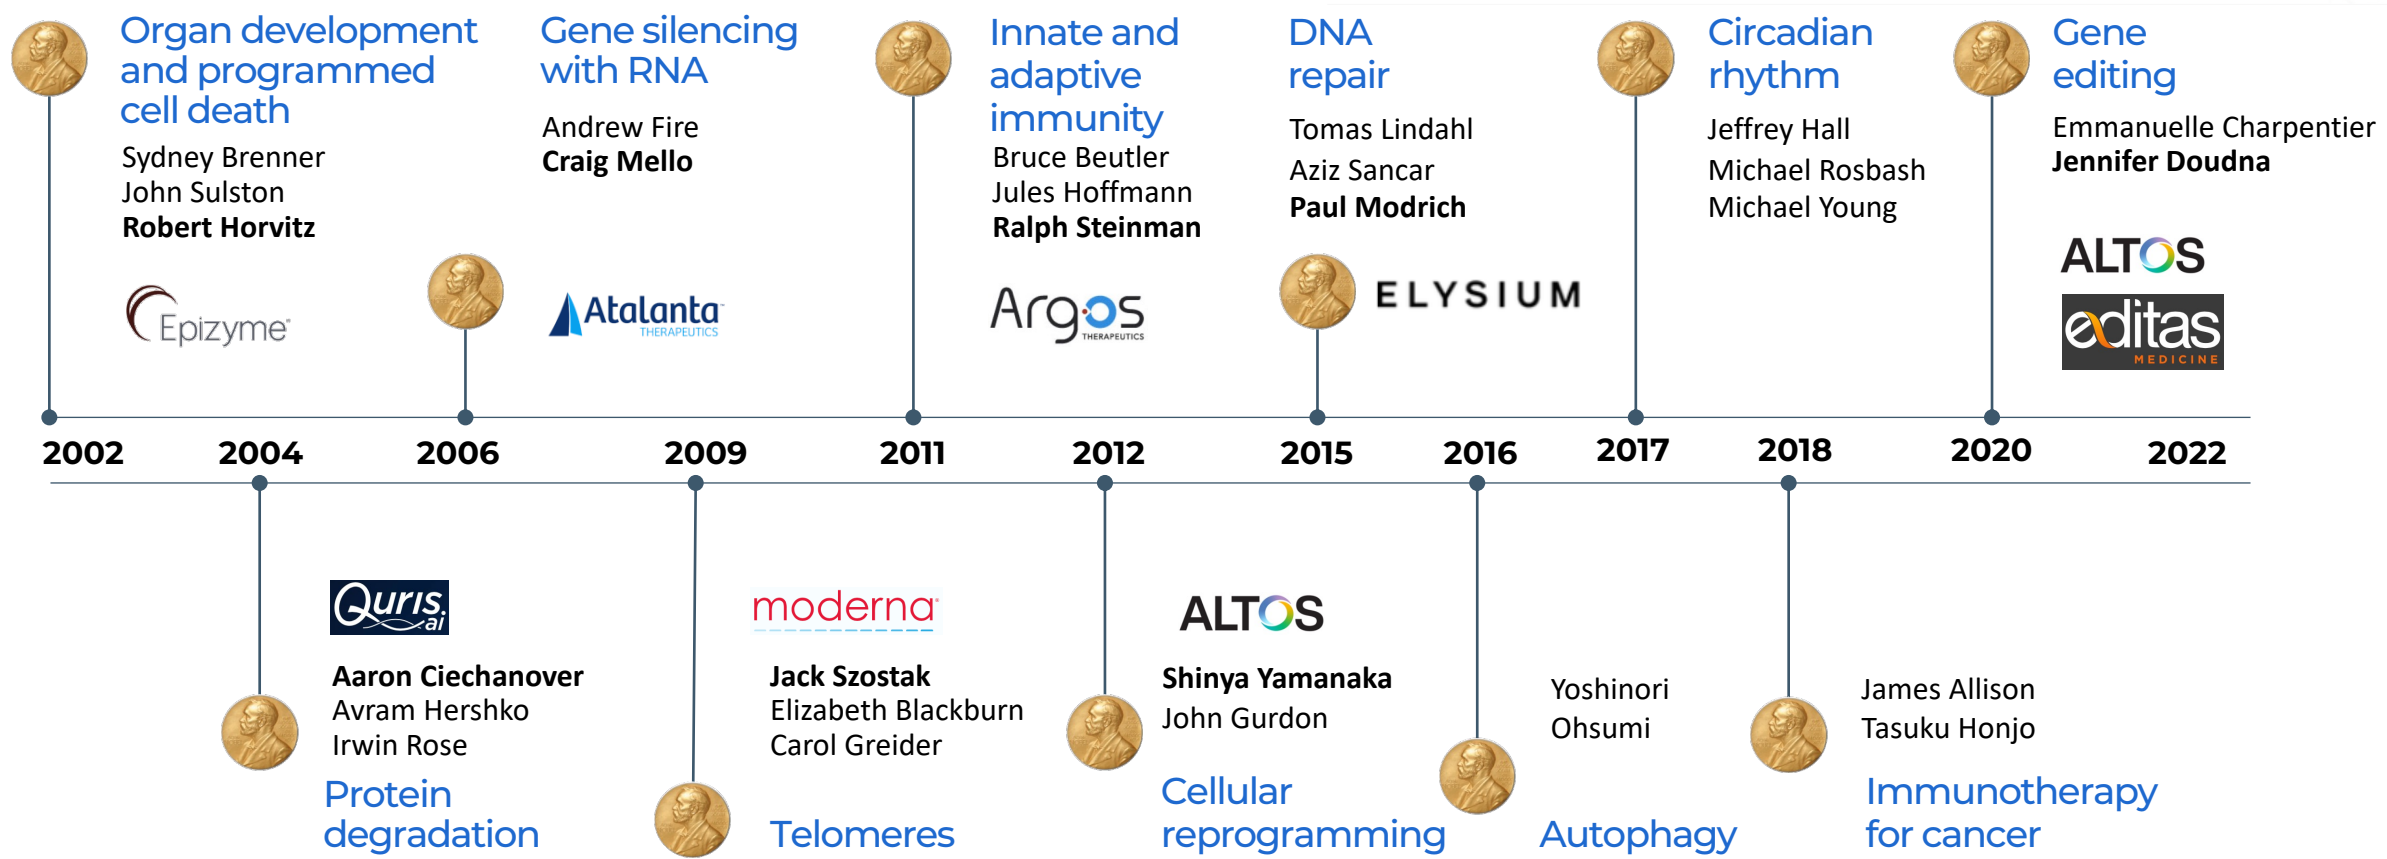 Organ development
and programmed
cell death
Sydney Brenner
John Sulston
Robert Horvitz
Epizyme®
Gene silencing
with RNA
Andrew Fire
Craig Mello
Atalanta™
THERAPEUTICS
Innate and
adaptive
immunity
Bruce Beutler
Jules Hoffmann
Ralph Steinman
Argos
THERAPEUTICS
DNA
repair
Tomas Lindahl
Aziz Sancar
Paul Modrich
ELYSIUM
Circadian
rhythm
Jeffrey Hall
Michael Rosbash
Michael Young
Gene
editing
Emmanuelle Charpentier
Jennifer Doudna
ALTOS
editas
MEDICINE
2002
2004
2006
2009
2011
2012
2015
2016
2017
2018
2020
2022
Quris.
ai
Aaron Ciechanover
Avram Hershko
Irwin Rose
Protein
degradation
moderna®
Jack Szostak
Elizabeth Blackburn
Carol Greider
Telomeres
ALTOS
Shinya Yamanaka
John Gurdon
Cellular
reprogramming
Yoshinori
Ohsumi
Autophagy
James Allison
Tasuku Honjo
Immunotherapy
for cancer